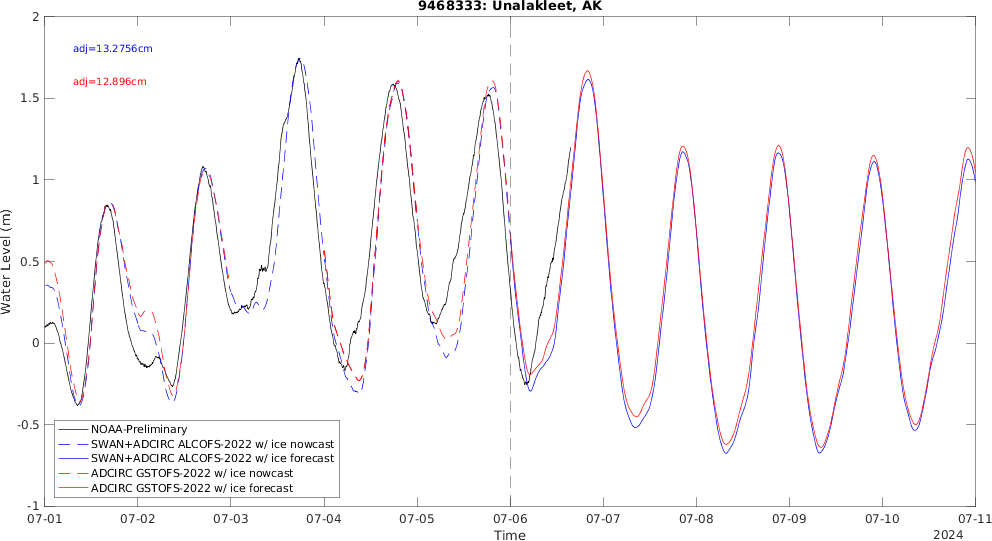 9468333: Unalakleet, AK
adj=13.2756cm
adj=12.896cm
2
1.5
1
0.5
0
-0.5
-1
Water Level (m)
NOAA-Preliminary
SWAN+ADCIRC ALCOFS-2022 w/ ice nowcast
SWAN+ADCIRC ALCOFS-2022 w/ ice forecast
ADCIRC GSTOFS-2022 w/ ice nowcast
ADCIRC GSTOFS-2022 w/ ice forecast
07-01 07-02 07-03 07-04 07-05 07-06 07-07 07-08 07-09 07-10 07-11
Time
2024